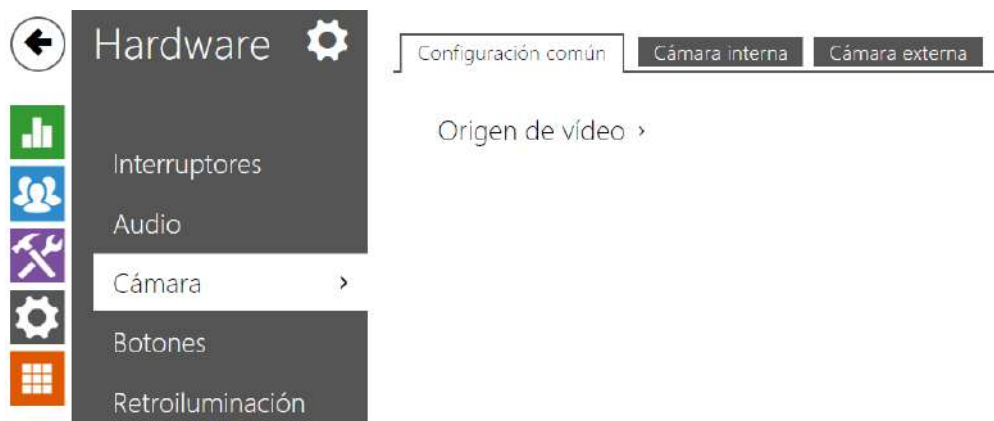 Hardware
Configuración común
Cámara interna
Cámara externa
Origen de vídeo ›
Interruptores
Audio
Cámara ›
Botones
Retroiluminación